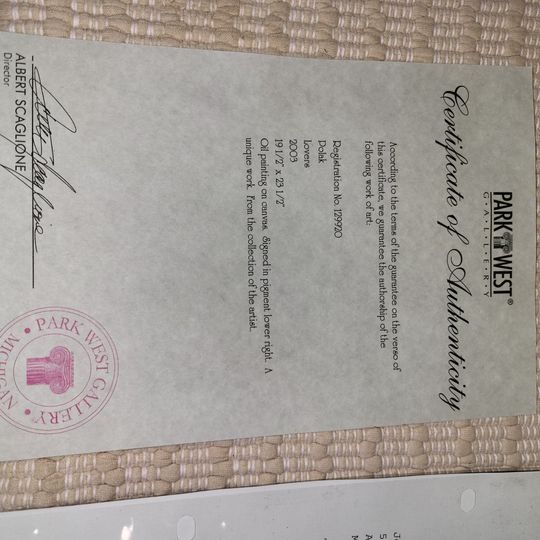 PARK WEST®
G·A·L·L·E·R·Y
Certificate of Authenticity
According to the terms of the guarantee on the verso of
this certificate, we guarantee the authorship of the
following work of art:
Registration No. 129920
Dolak
Lovers
2003
19 1/2" x 23 1/2"
Oil painting on canvas. Signed in pigment lower right. A
unique work. From the collection of the artist.
ALBERT SCAGLIONE
Director
PARK WEST GALLERY • MICHIGAN •